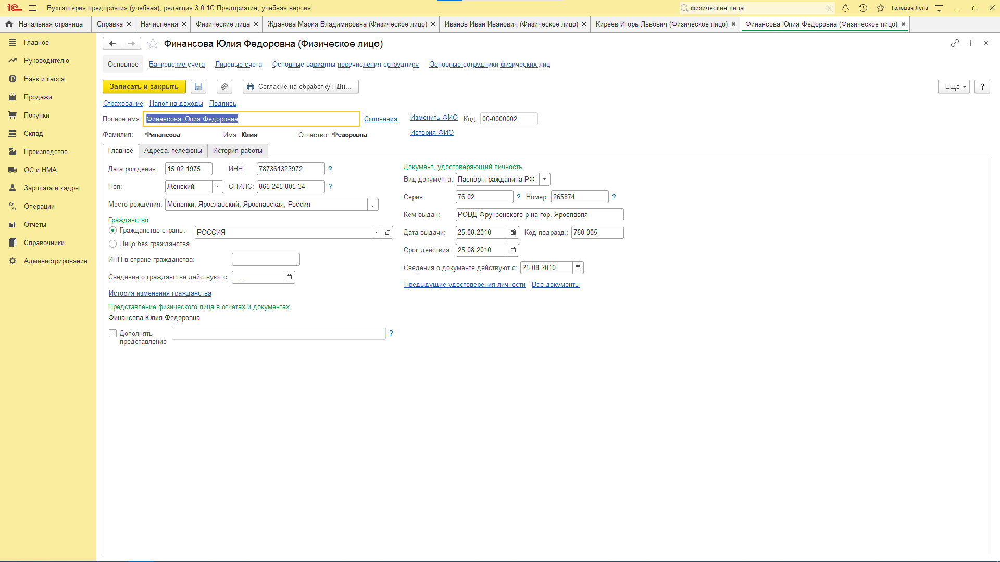 Бухгалтерия предприятия (учебная), редакция 3.0 1С:Предприятие, учебная версия
физические лица
Головач Лена
Начальная страница
Справка
Начисления
Физические лица
Жданова Мария Владимировна (Физическое лицо)
Иванов Иван Иванович (Физическое лицо)
Киреев Игорь Львович (Физическое лицо)
Финансова Юлия Федоровна (Физическое лицо)
Главное
Руководителю
Банк и касса
Продажи
Покупки
Склад
Производство
ОС и НМА
Зарплата и кадры
Операции
Отчеты
Справочники
Администрирование
Финансова Юлия Федоровна (Физическое лицо)
Основное
Банковские счета
Лицевые счета
Основные варианты перечисления сотруднику
Основные сотрудники физических лиц
Записать и закрыть
Согласие на обработку ПДн...
Еще
?
Страхование
Налог на доходы
Подпись
Полное имя: Финансова Юлия Федоровна
Склонения
Изменить ФИО
Код: 00-0000002
Фамилия: Финансова
Имя: Юлия
Отчество: Федоровна
История ФИО
Главное
Адреса, телефоны
История работы
Дата рождения: 15.02.1975
ИНН: 787361323972 ?
Пол: Женский
СНИЛС: 865-245-805 34 ?
Место рождения: Меленки, Ярославский, Ярославская, Россия ...
Гражданство
Гражданство страны: РОССИЯ
Лицо без гражданства
ИНН в стране гражданства:
Сведения о гражданстве действуют с: . .
История изменения гражданства
Представление физического лица в отчетах и документах
Финансова Юлия Федоровна
Дополнять
представление
?
Документ, удостоверяющий личность
Вид документа: Паспорт гражданина РФ
Серия: 76 02 ? Номер: 265874 ?
Кем выдан: РОВД Фрунзенского р-на гор. Ярославля
Дата выдачи: 25.08.2010 Код подразд.: 760-005
Срок действия: 25.08.2010
Сведения о документе действуют с: 25.08.2010
Предыдущие удостоверения личности
Все документы